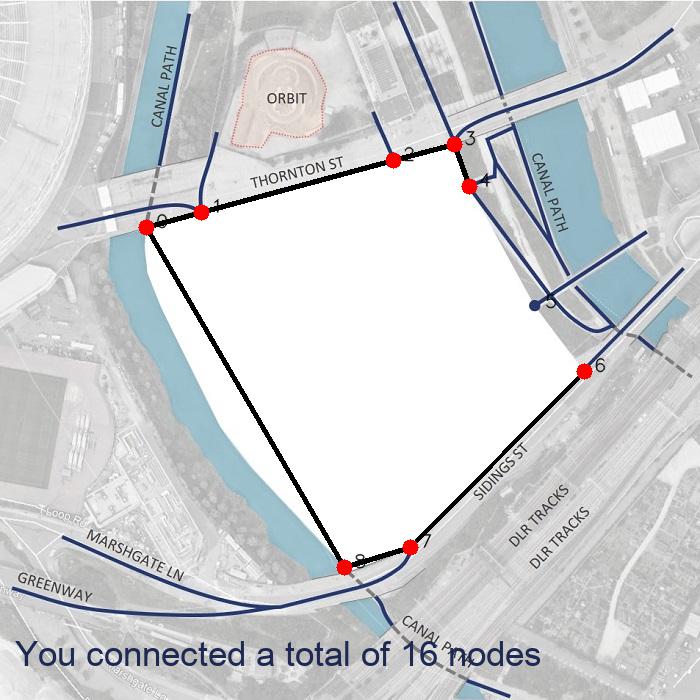 CANAL PATH
ORBIT
THORNTON ST
CANAL PATH
0
1
2
3
4
5
6
7
8
SIDINGS ST
DLR TRACKS
DLR TRACKS
MARSHGATE LN
GREENWAY
CANAL PATH
You connected a total of 16 nodes